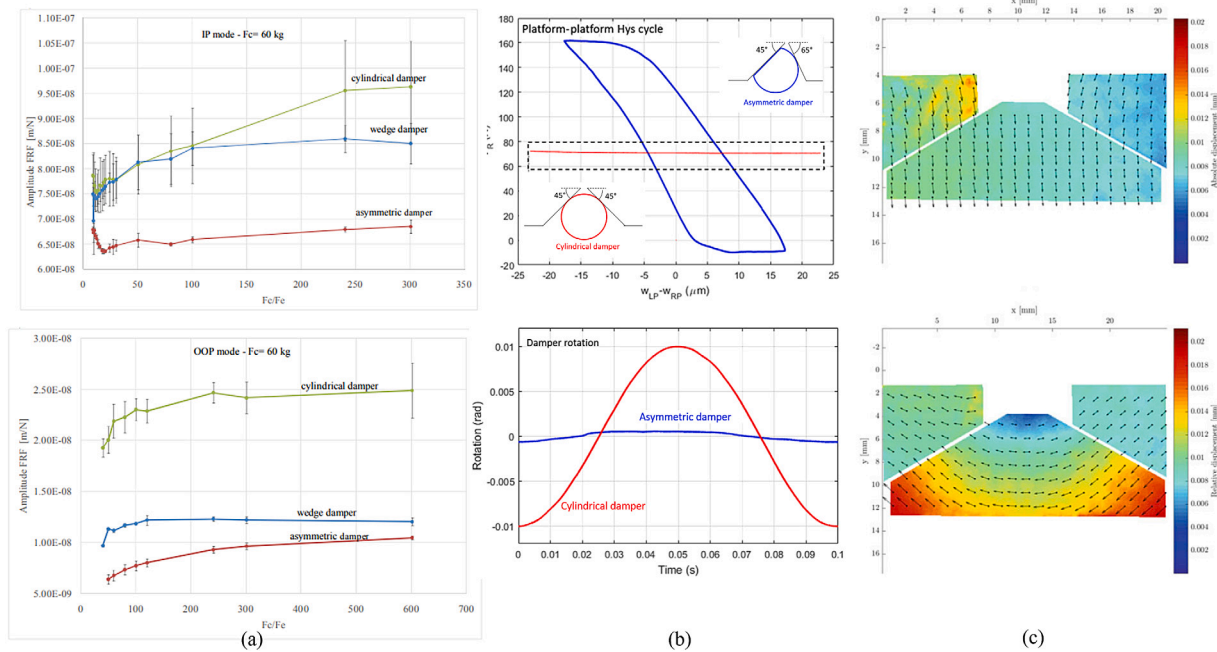 IP mode - Fc= 60 kg
1.10E-07
1.05E-07
1.00E-07
9.50E-08
9.00E-08
8.50E-08
8.00E-08
7.50E-08
7.00E-08
6.50E-08
6.00E-08
Amplitude FRF [m/N]
cylindrical damper
wedge damper
asymmetric damper
0 50 100 150 200 250 300 350
Fc/Fe
OOP mode - Fc= 60 kg
3.00E-08
2.50E-08
2.00E-08
1.50E-08
1.00E-08
5.00E-09
Amplitude FRF [m/N]
cylindrical damper
wedge damper
asymmetric damper
0 100 200 300 400 500 600 700
Fc/Fe
(a)
Platform-platform Hys cycle
180
160
140
120
100
80
60
160
40
20
0
-20
45° 65°
Asymmetric damper
45° 45°
Cylindrical damper
-25 -20 -15 -10 -5 0 5 10 15 20 25
w_LP-w_RP (μm)
Damper rotation
0.01
0.005
0
-0.005
-0.01
Rotation (rad)
Asymmetric damper
Cylindrical damper
0 0.01 0.02 0.03 0.04 0.05 0.06 0.07 0.08 0.09 0.1
Time (s)
(b)
x [mm]
0 5 10 15 20
0
2
4
6
8
10
12
14
16
y [mm]
0.02
0.018
0.016
0.014
0.012
0.01
0.008
0.006
0.004
0.002
Absolute displacement [mm]
x [mm]
5 10 15 20
-2
0
2
4
6
8
10
12
14
16
y [mm]
0.02
0.018
0.016
0.014
0.012
0.01
0.008
0.006
0.004
0.002
Relative displacement [mm]
(c)